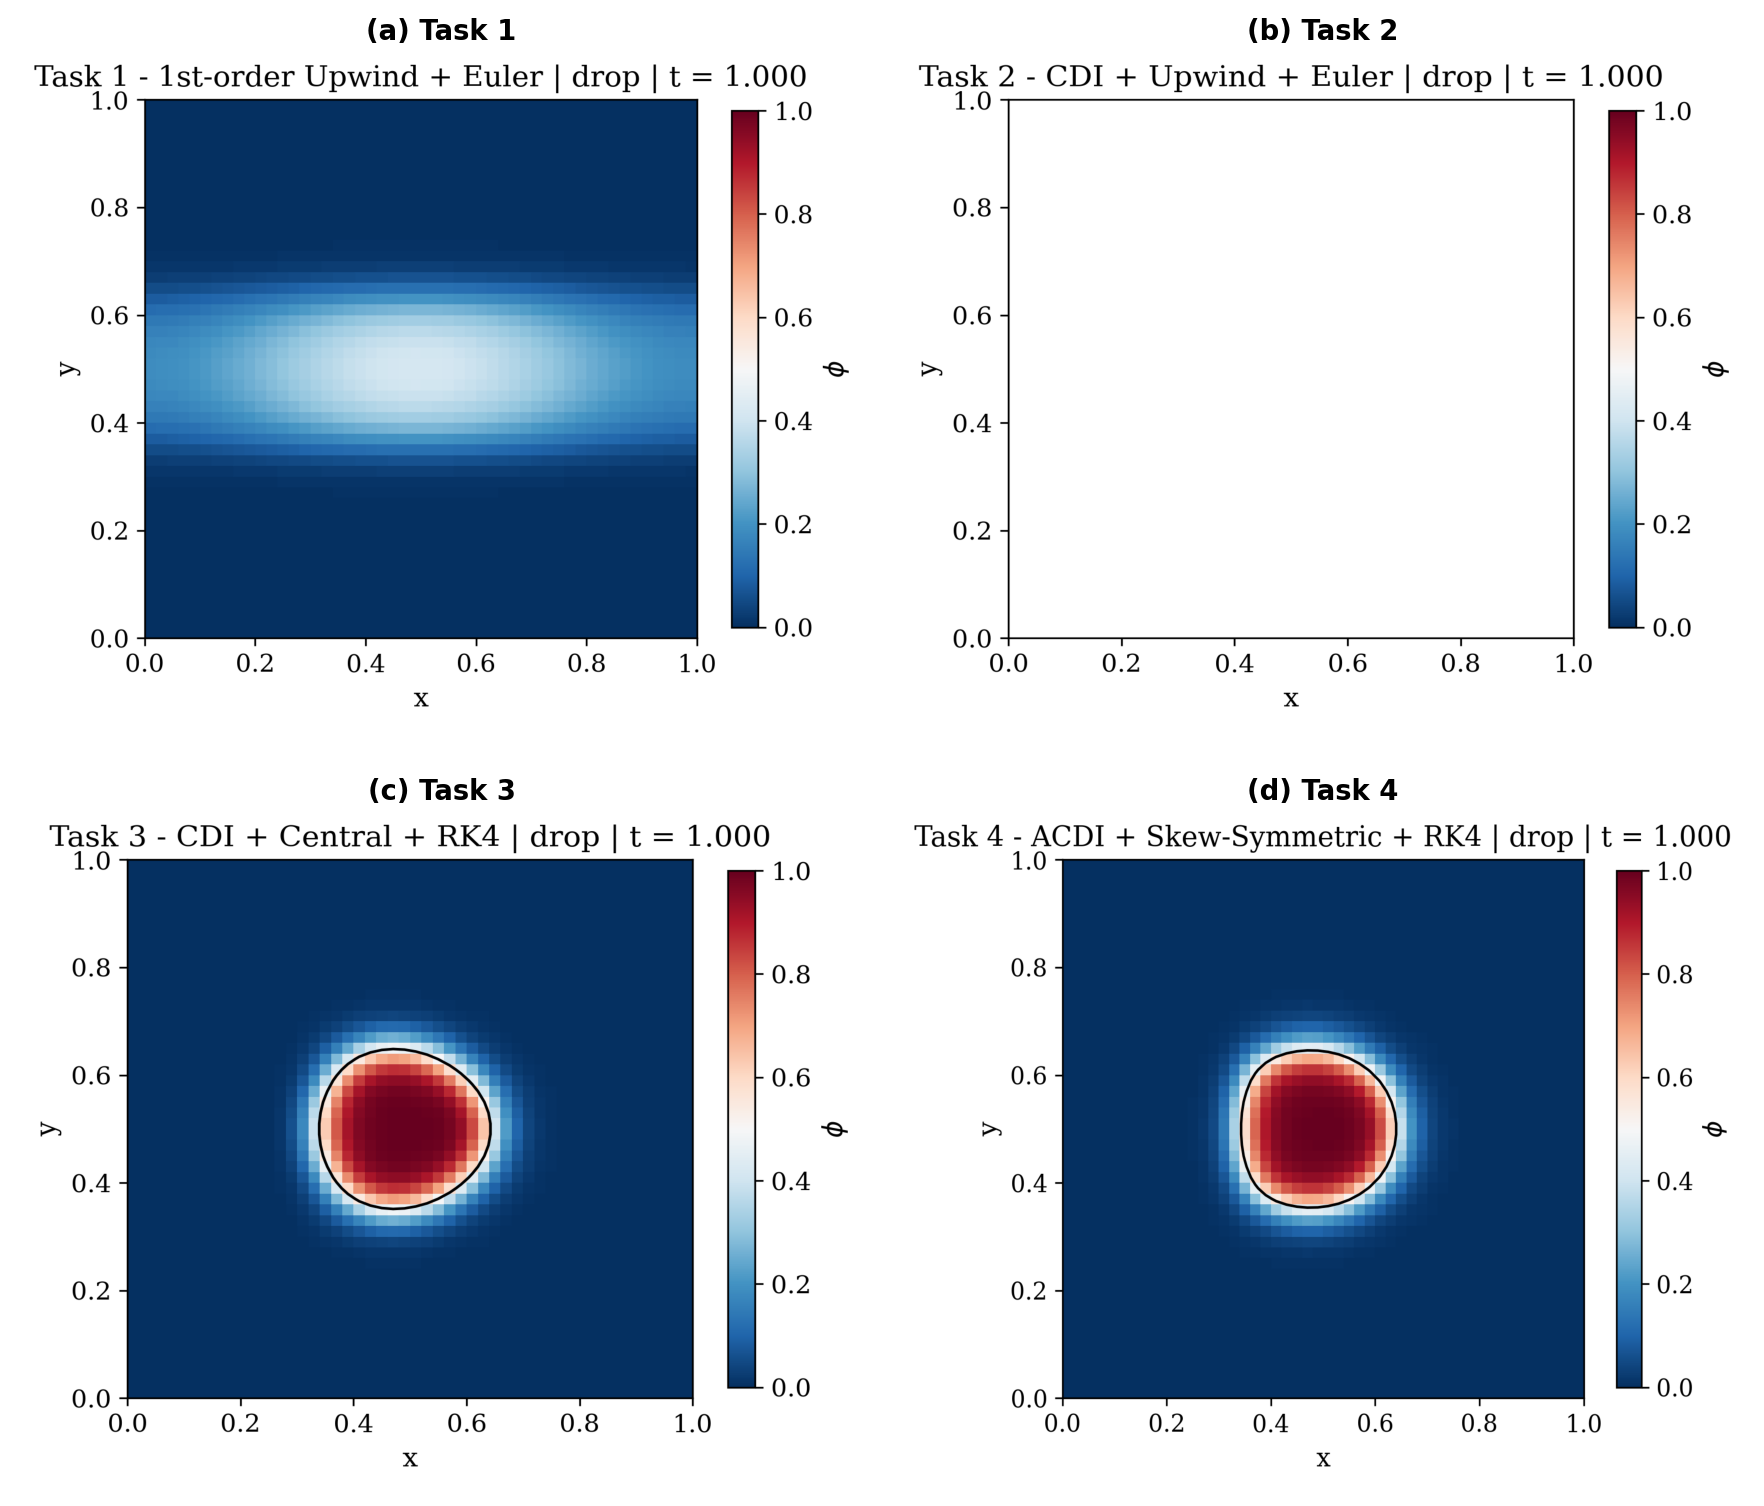 (a) Task 1
Task 1 - 1st-order Upwind + Euler | drop | t = 1.000
1.0
0.8
0.6
0.4
0.2
0.0
y
0.0 0.2 0.4 0.6 0.8 1.0
x
1.0
0.8
0.6
0.4
0.2
0.0
ϕ
(b) Task 2
Task 2 - CDI + Upwind + Euler | drop | t = 1.000
1.0
0.8
0.6
0.4
0.2
0.0
y
0.0 0.2 0.4 0.6 0.8 1.0
x
1.0
0.8
0.6
0.4
0.2
0.0
ϕ
(c) Task 3
Task 3 - CDI + Central + RK4 | drop | t = 1.000
1.0
0.8
0.6
0.4
0.2
0.0
y
0.0 0.2 0.4 0.6 0.8 1.0
x
1.0
0.8
0.6
0.4
0.2
0.0
ϕ
(d) Task 4
Task 4 - ACDI + Skew-Symmetric + RK4 | drop | t = 1.000
1.0
0.8
0.6
0.4
0.2
0.0
y
0.0 0.2 0.4 0.6 0.8 1.0
x
1.0
0.8
0.6
0.4
0.2
0.0
ϕ